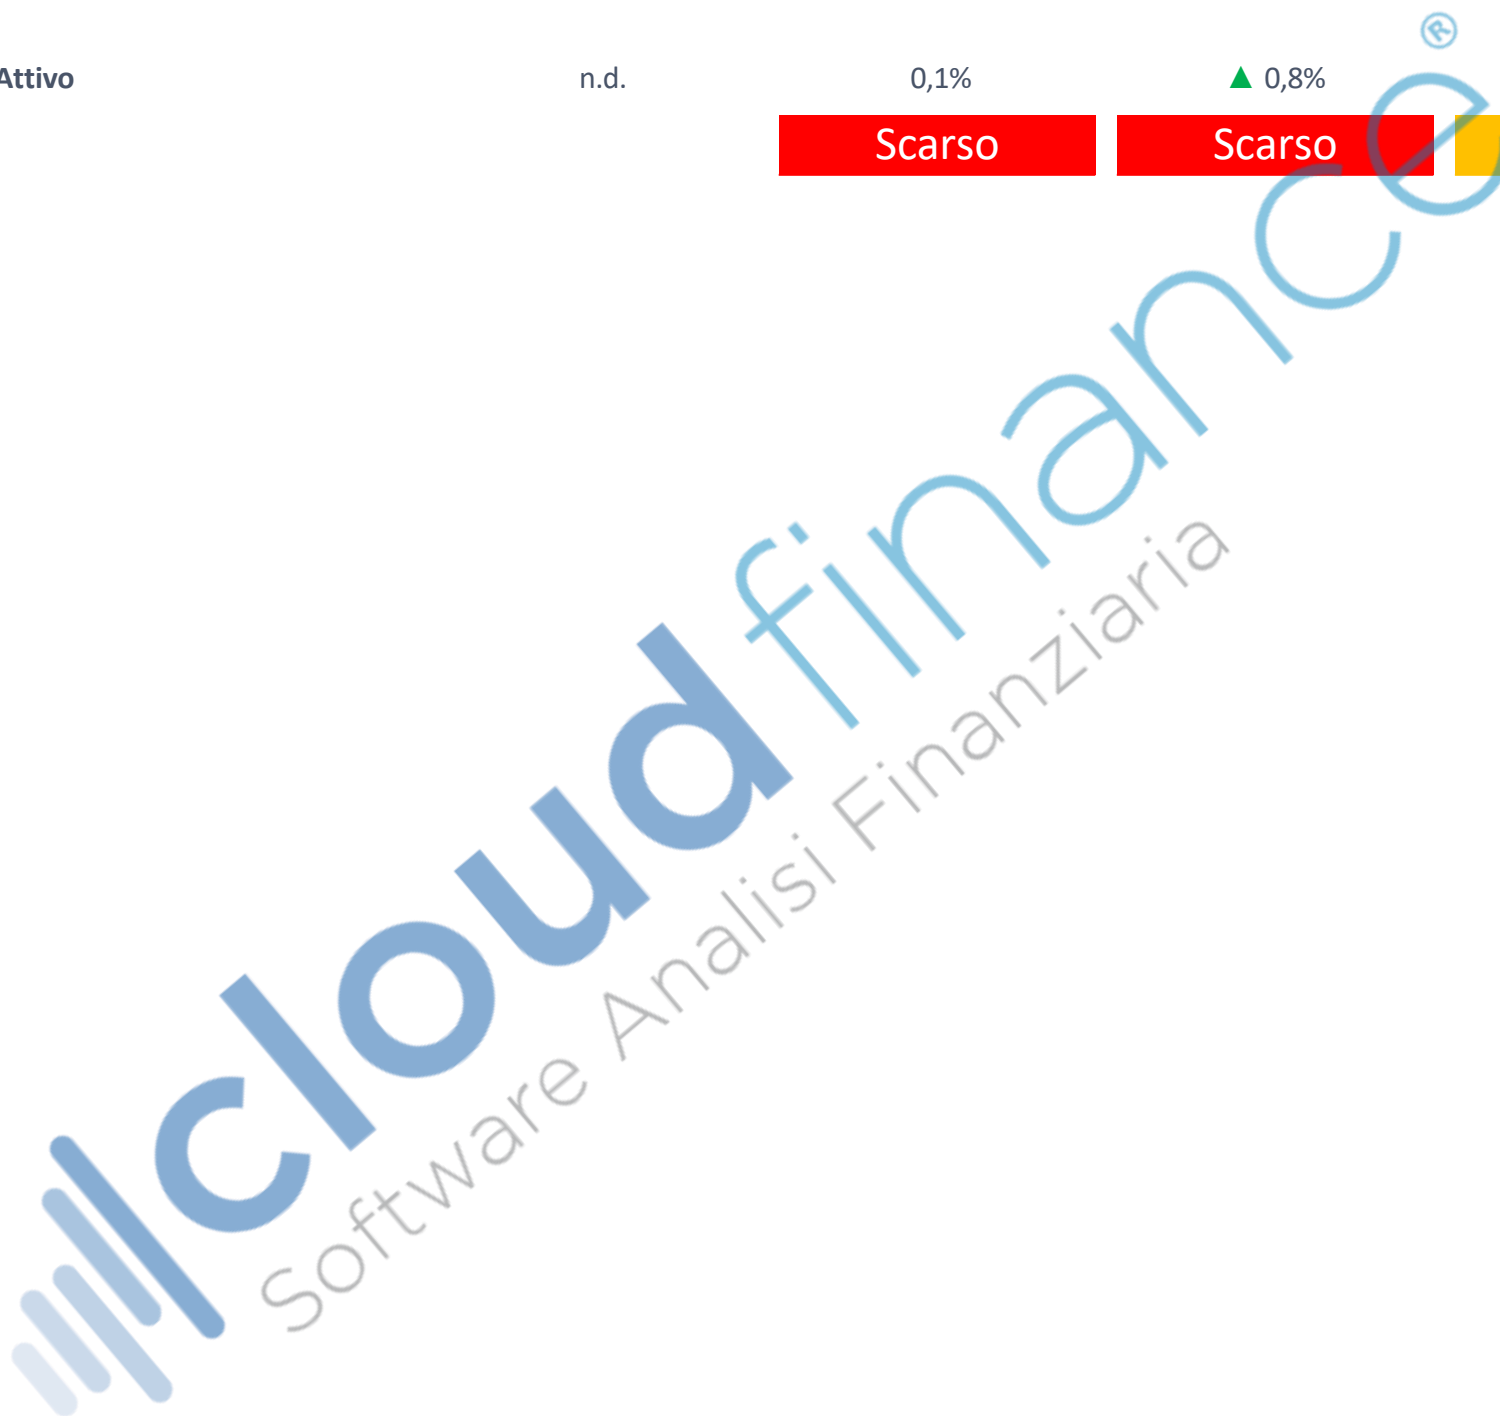 ®
Attivo n.d. 0,1% ▲ 0,8%
Scarso Scarso
cloudfinance
Software Analisi Finanziaria